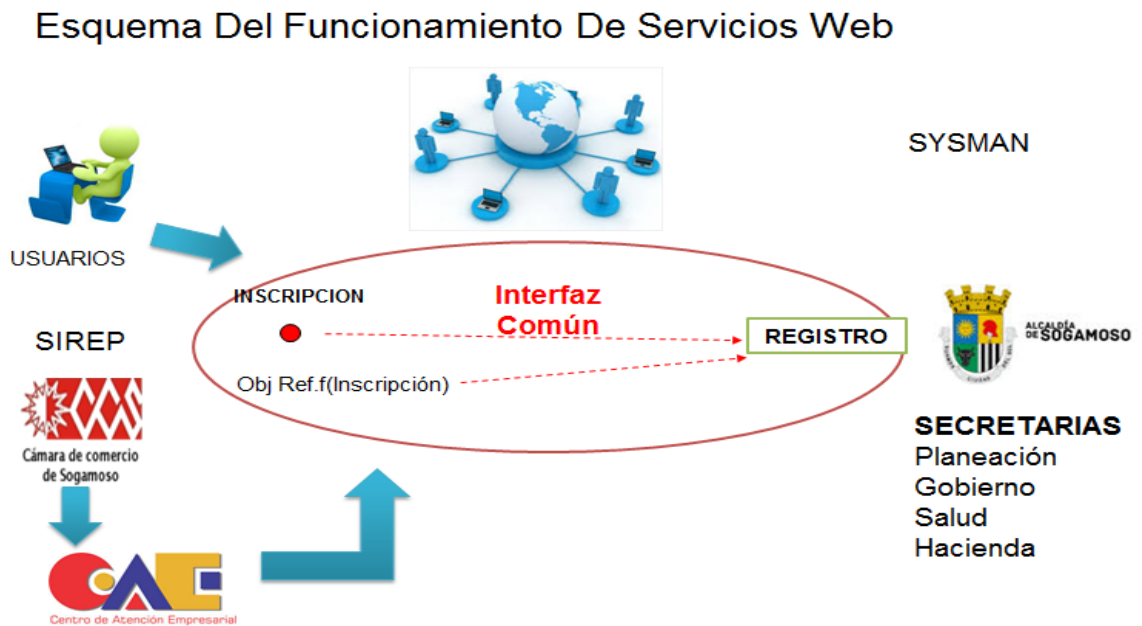 Esquema Del Funcionamiento De Servicios Web
SYSMAN
USUARIOS
INSCRIPCION
Interfaz
Común
REGISTRO
ALCALDÍA
DE SOGAMOSO
SIREP
Obj Ref.f(Inscripción)
Cámara de comercio
de Sogamoso
SECRETARIAS
Planeación
Gobierno
Salud
Hacienda
CAE
Centro de Atención Empresarial